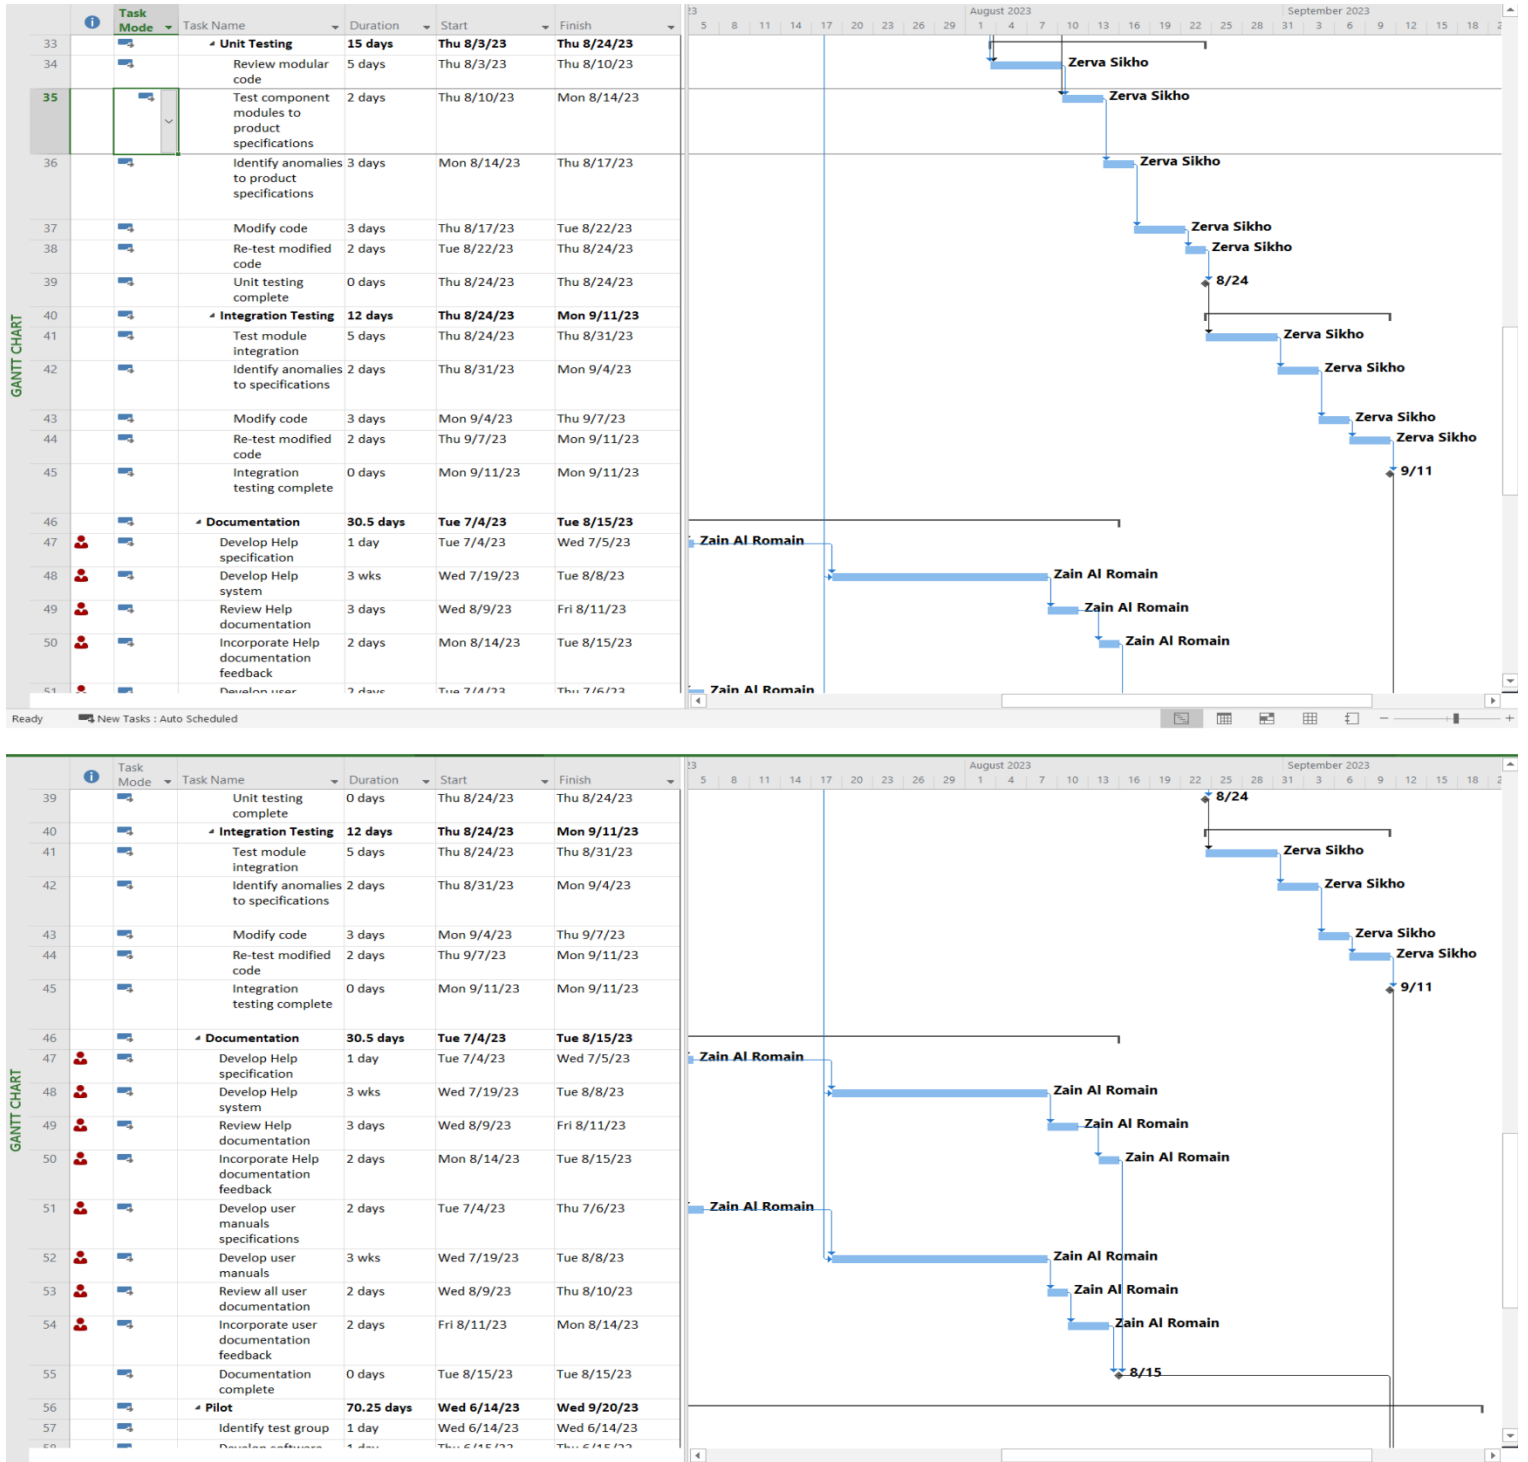 Task Mode Task Name Duration Start Finish
August 2023 September 2023
5 8 11 14 17 20 23 26 29 1 4 7 10 13 16 19 22 25 28 31 3 6 9 12 15 18
33 Unit Testing 15 days Thu 8/3/23 Thu 8/24/23
34 Review modular code 5 days Thu 8/3/23 Thu 8/10/23 Zerva Sikho
35 Test component modules to product specifications 2 days Thu 8/10/23 Mon 8/14/23 Zerva Sikho
36 Identify anomalies to product specifications 3 days Mon 8/14/23 Thu 8/17/23 Zerva Sikho
37 Modify code 3 days Thu 8/17/23 Tue 8/22/23 Zerva Sikho
38 Re-test modified code 2 days Tue 8/22/23 Thu 8/24/23 Zerva Sikho
39 Unit testing complete 0 days Thu 8/24/23 Thu 8/24/23 8/24
40 Integration Testing 12 days Thu 8/24/23 Mon 9/11/23
41 Test module integration 5 days Thu 8/24/23 Thu 8/31/23 Zerva Sikho
42 Identify anomalies to specifications 2 days Thu 8/31/23 Mon 9/4/23 Zerva Sikho
43 Modify code 3 days Mon 9/4/23 Thu 9/7/23 Zerva Sikho
44 Re-test modified code 2 days Thu 9/7/23 Mon 9/11/23 Zerva Sikho
45 Integration testing complete 0 days Mon 9/11/23 Mon 9/11/23 9/11
46 Documentation 30.5 days Tue 7/4/23 Tue 8/15/23
47 Develop Help specification 1 day Tue 7/4/23 Wed 7/5/23 Zain Al Romain
48 Develop Help system 3 wks Wed 7/19/23 Tue 8/8/23 Zain Al Romain
49 Review Help documentation 3 days Wed 8/9/23 Fri 8/11/23 Zain Al Romain
50 Incorporate Help documentation feedback 2 days Mon 8/14/23 Tue 8/15/23 Zain Al Romain
51 Develop user 2 days Tue 7/4/23 Thu 7/6/23 Zain Al Romain
GANTT CHART
Ready New Tasks : Auto Scheduled
Task Mode Task Name Duration Start Finish
August 2023 September 2023
5 8 11 14 17 20 23 26 29 1 4 7 10 13 16 19 22 25 28 31 3 6 9 12 15 18
39 Unit testing complete 0 days Thu 8/24/23 Thu 8/24/23 8/24
40 Integration Testing 12 days Thu 8/24/23 Mon 9/11/23
41 Test module integration 5 days Thu 8/24/23 Thu 8/31/23 Zerva Sikho
42 Identify anomalies to specifications 2 days Thu 8/31/23 Mon 9/4/23 Zerva Sikho
43 Modify code 3 days Mon 9/4/23 Thu 9/7/23 Zerva Sikho
44 Re-test modified code 2 days Thu 9/7/23 Mon 9/11/23 Zerva Sikho
45 Integration testing complete 0 days Mon 9/11/23 Mon 9/11/23 9/11
46 Documentation 30.5 days Tue 7/4/23 Tue 8/15/23
47 Develop Help specification 1 day Tue 7/4/23 Wed 7/5/23 Zain Al Romain
48 Develop Help system 3 wks Wed 7/19/23 Tue 8/8/23 Zain Al Romain
49 Review Help documentation 3 days Wed 8/9/23 Fri 8/11/23 Zain Al Romain
50 Incorporate Help documentation feedback 2 days Mon 8/14/23 Tue 8/15/23 Zain Al Romain
51 Develop user manuals specifications 2 days Tue 7/4/23 Thu 7/6/23 Zain Al Romain
52 Develop user manuals 3 wks Wed 7/19/23 Tue 8/8/23 Zain Al Romain
53 Review all user documentation 2 days Wed 8/9/23 Thu 8/10/23 Zain Al Romain
54 Incorporate user documentation feedback 2 days Fri 8/11/23 Mon 8/14/23 Zain Al Romain
55 Documentation complete 0 days Tue 8/15/23 Tue 8/15/23 8/15
56 Pilot 70.25 days Wed 6/14/23 Wed 9/20/23
57 Identify test group 1 day Wed 6/14/23 Wed 6/14/23
58 Develop software 1 day Thu 6/15/23 Thu 6/15/23
GANTT CHART